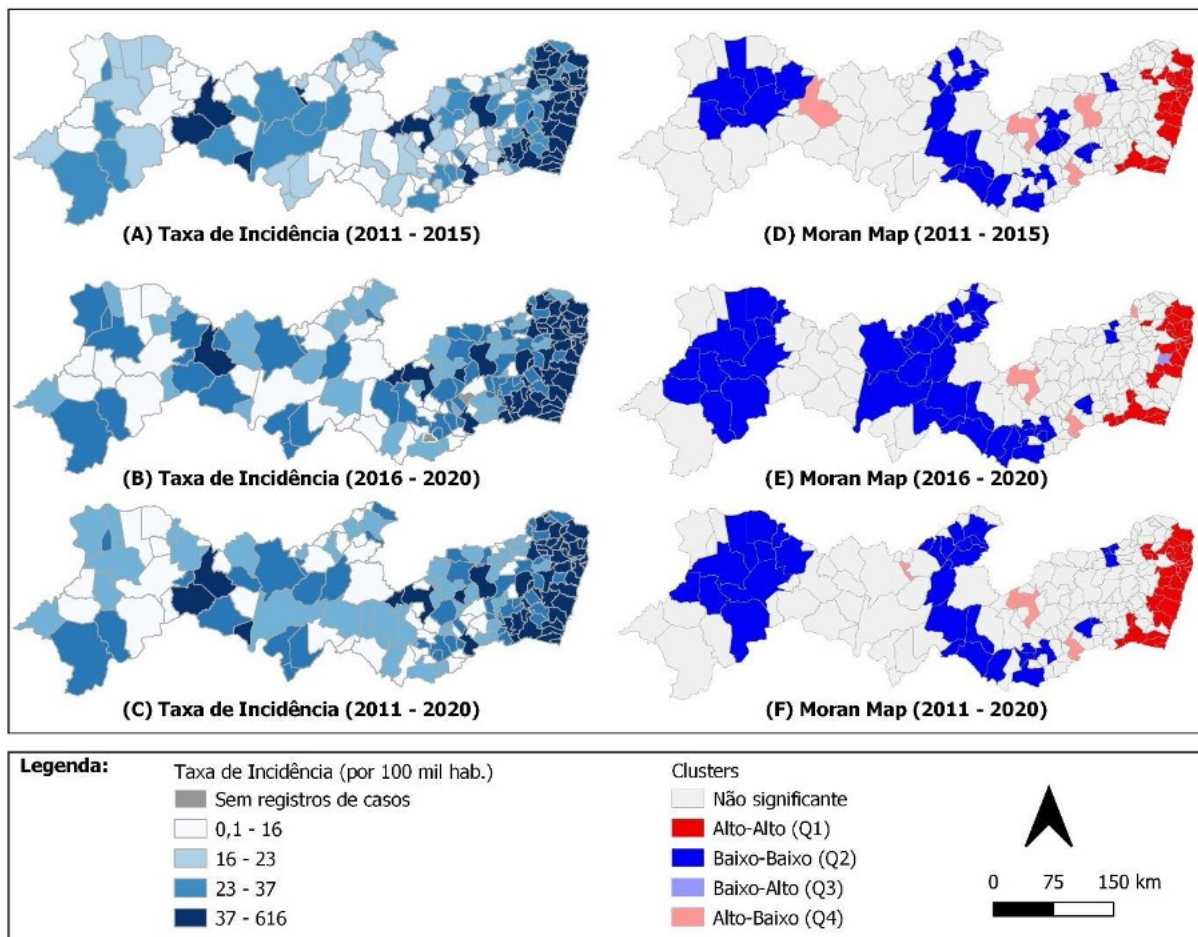 (A) Taxa de Incidência (2011 - 2015)
(D) Moran Map (2011 - 2015)
(B) Taxa de Incidência (2016 - 2020)
(E) Moran Map (2016 - 2020)
(C) Taxa de Incidência (2011 - 2020)
(F) Moran Map (2011 - 2020)
Legenda:
Taxa de Incidência (por 100 mil hab.)
Sem registros de casos
0,1 - 16
16 - 23
23 - 37
37 - 616
Clusters
Não significante
Alto-Alto (Q1)
Baixo-Baixo (Q2)
Baixo-Alto (Q3)
Alto-Baixo (Q4)
0 75 150 km